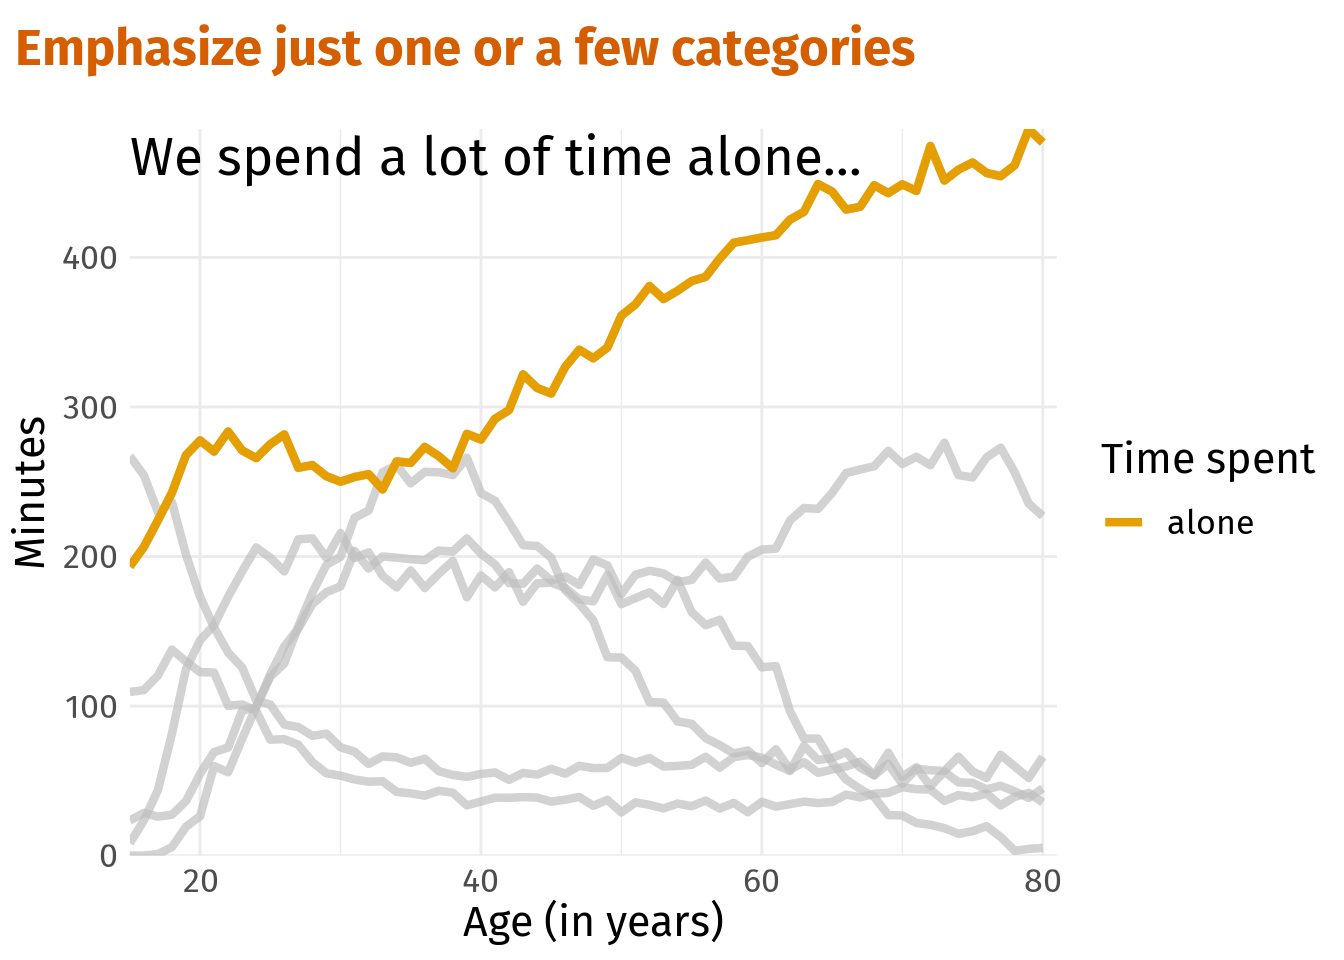 Emphasize just one or a few categories
We spend a lot of time alone...
Minutes
400
300
200
100
0
20 40 60 80
Age (in years)
Time spent
alone